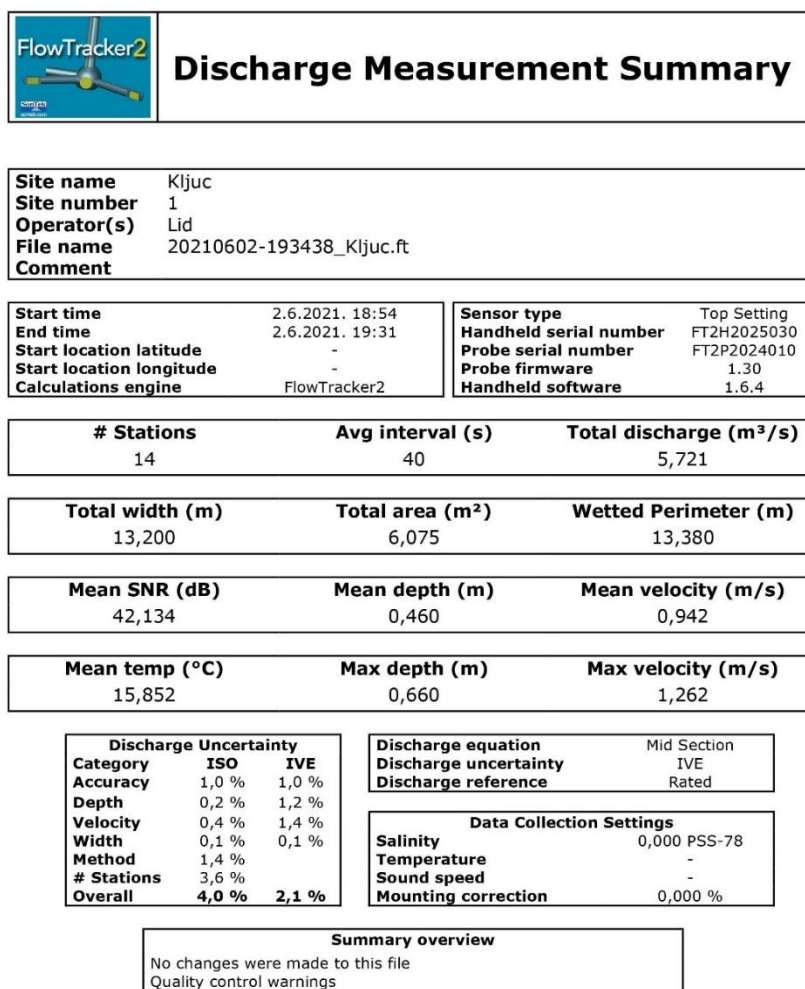 FlowTracker2
SonTek
Discharge Measurement Summary
Site name Kljuc
Site number 1
Operator(s) Lid
File name 20210602-193438_Kljuc.ft
Comment
Start time 2.6.2021. 18:54
End time 2.6.2021. 19:31
Start location latitude -
Start location longitude -
Calculations engine FlowTracker2
Sensor type Top Setting
Handheld serial number FT2H2025030
Probe serial number FT2P2024010
Probe firmware 1.30
Handheld software 1.6.4
# Stations Avg interval (s) Total discharge (m³/s)
14 40 5,721
Total width (m) Total area (m²) Wetted Perimeter (m)
13,200 6,075 13,380
Mean SNR (dB) Mean depth (m) Mean velocity (m/s)
42,134 0,460 0,942
Mean temp (°C) Max depth (m) Max velocity (m/s)
15,852 0,660 1,262
Discharge Uncertainty
Category ISO IVE
Accuracy 1,0 % 1,0 %
Depth 0,2 % 1,2 %
Velocity 0,4 % 1,4 %
Width 0,1 % 0,1 %
Method 1,4 %
# Stations 3,6 %
Overall 4,0 % 2,1 %
Discharge equation Mid Section
Discharge uncertainty IVE
Discharge reference Rated
Data Collection Settings
Salinity 0,000 PSS-78
Temperature -
Sound speed -
Mounting correction 0,000 %
Summary overview
No changes were made to this file
Quality control warnings